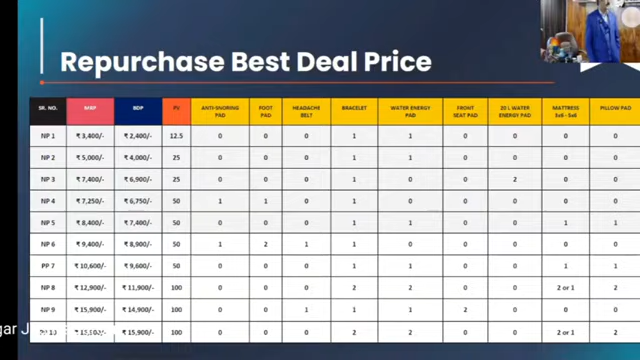 Repurchase Best Deal Price
SR. NO. MRP BDP PV ANTI-SNORING PAD FOOT PAD HEADACHE BELT BRACELET WATER ENERGY PAD FRONT SEAT PAD 20 L WATER ENERGY PAD MATTRESS PILLOW PAD
NP 1 ₹ 3,400/- ₹ 2,400/- 12.5 0 0 0 1 1 0 0 0 0
NP 2 ₹ 5,000/- ₹ 4,000/- 25 0 0 0 1 1 0 0 0 0
NP 3 ₹ 7,400/- ₹ 6,900/- 25 0 0 0 1 0 0 2 0 0
NP 4 ₹ 7,250/- ₹ 6,750/- 50 1 1 0 0 0 0 0 0 0
NP 5 ₹ 8,400/- ₹ 7,400/- 50 0 0 0 1 1 0 0 1 1
NP 6 ₹ 9,400/- ₹ 8,900/- 50 1 2 1 1 1 0 0 0 0
PP 7 ₹ 10,600/- ₹ 9,600/- 50 0 0 0 1 1 0 0 1 1
NP 8 ₹ 12,900/- ₹ 11,900/- 100 0 0 0 2 2 0 0 2 or 1 2
NP 9 ₹ 15,900/- ₹ 14,900/- 100 0 0 1 1 1 2 0 0 0
10 ₹ 15,900/- 100 0 0 0 2 2 0 0 2 or 1 2
gar